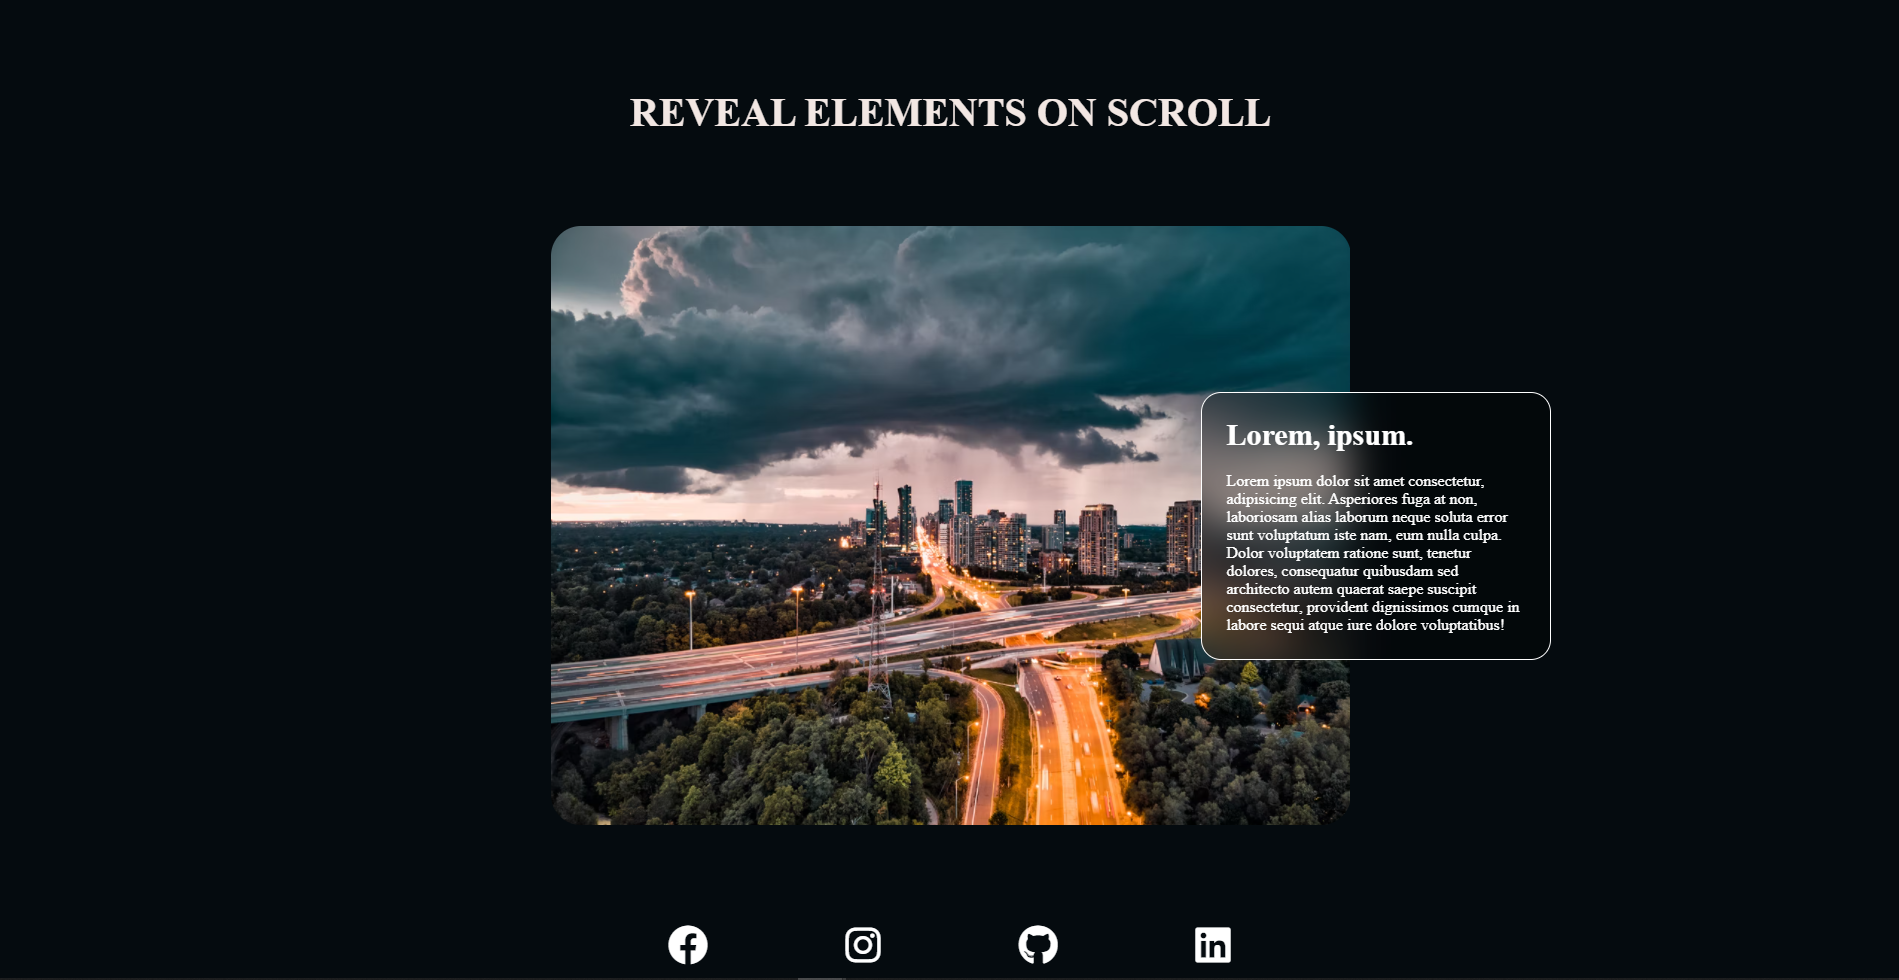 REVEAL ELEMENTS ON SCROLL
Lorem, ipsum.
Lorem ipsum dolor sit amet consectetur,
adipisicing elit. Asperiores fuga at non,
laboriosam alias laborum neque soluta error
sunt voluptatum iste nam, eum nulla culpa.
Dolor voluptatem ratione sunt, tenetur
dolores, consequatur quibusdam sed
architecto autem quaerat saepe suscipit
consectetur, provident dignissimos cumque in
labore sequi atque iure dolore voluptatibus!